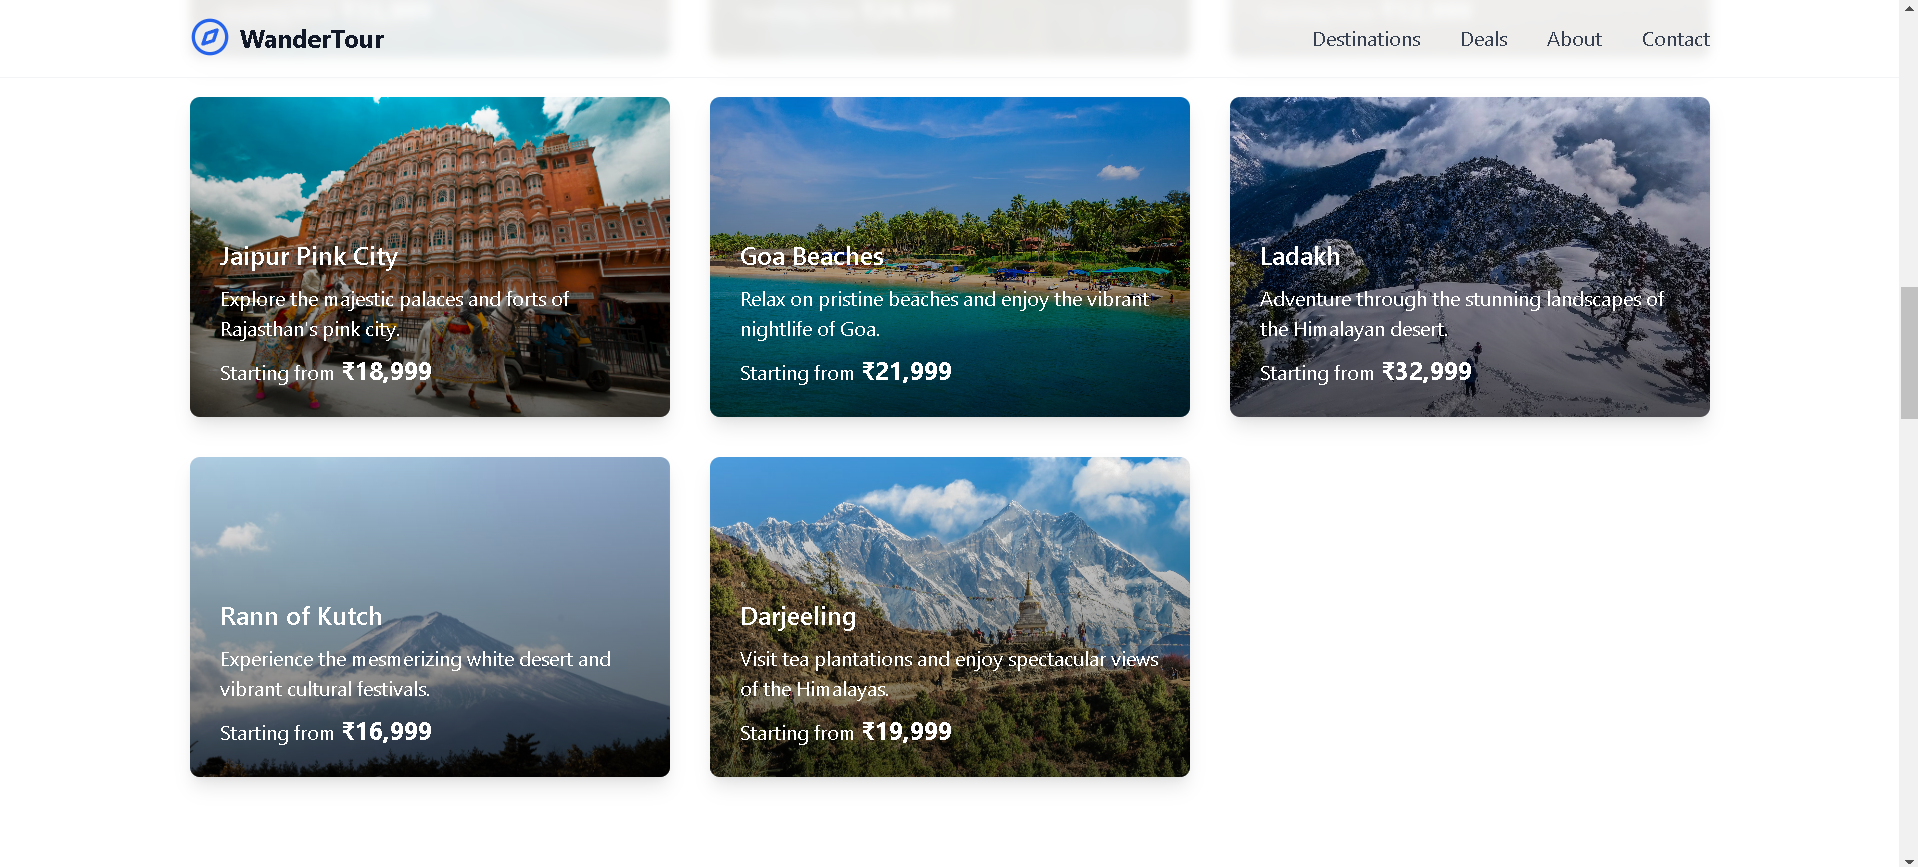 WanderTour
Destinations
Deals
About
Contact
Jaipur Pink City
Explore the majestic palaces and forts of
Rajasthan's pink city.
Starting from ₹18,999
Goa Beaches
Relax on pristine beaches and enjoy the vibrant
nightlife of Goa.
Starting from ₹21,999
Ladakh
Adventure through the stunning landscapes of
the Himalayan desert.
Starting from ₹32,999
Rann of Kutch
Experience the mesmerizing white desert and
vibrant cultural festivals.
Starting from ₹16,999
Darjeeling
Visit tea plantations and enjoy spectacular views
of the Himalayas.
Starting from ₹19,999